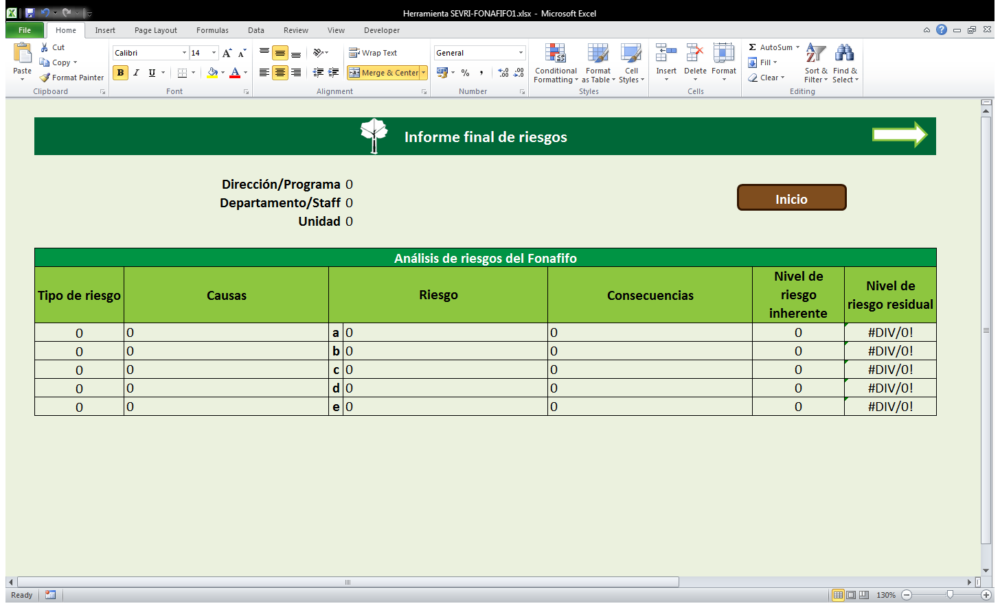 Herramienta SEVRI-FONAFIFO1.xlsx - Microsoft Excel
File Home Insert Page Layout Formulas Data Review View Developer
Paste
Cut
Copy
Format Painter
Clipboard
Calibri 14
B I U
Font
Wrap Text
Merge & Center
Alignment
General
%
Number
Conditional Formatting
Format as Table
Cell Styles
Styles
Insert Delete Format
Cells
AutoSum
Fill
Clear
Sort & Filter
Find & Select
Editing
Informe final de riesgos
Dirección/Programa 0
Departamento/Staff 0
Unidad 0
Inicio
Análisis de riesgos del Fonafifo
Tipo de riesgo Causas Riesgo Consecuencias Nivel de riesgo inherente Nivel de riesgo residual
0 0 a 0 0 0 #DIV/0!
0 0 b 0 0 0 #DIV/0!
0 0 c 0 0 0 #DIV/0!
0 0 d 0 0 0 #DIV/0!
0 0 e 0 0 0 #DIV/0!
Ready 130%